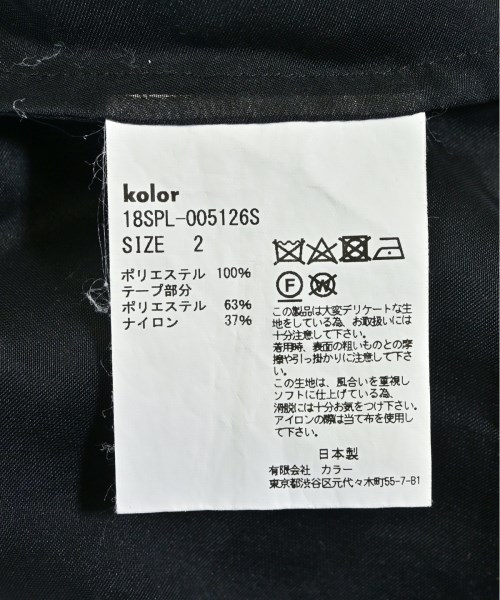 kolor
18SPL-005126S
SIZE 2
ポリエステル 100%
テープ部分
ポリエステル 63%
ナイロン 37%
F
W
この製品は大変デリケートな生
地をしている為、お取扱いには
十分注意して下さい。
着用時、表面の粗いものとの摩
擦や引っ掛かりに注意して下さ
い。
この生地は、風合いを重視し
ソフトに仕上げている為、
滑脱には十分お気をつけ下さい。
アイロンの際は当て布を使用し
て下さい。
日本製
有限会社 カラー
東京都渋谷区元代々木町55-7-B1